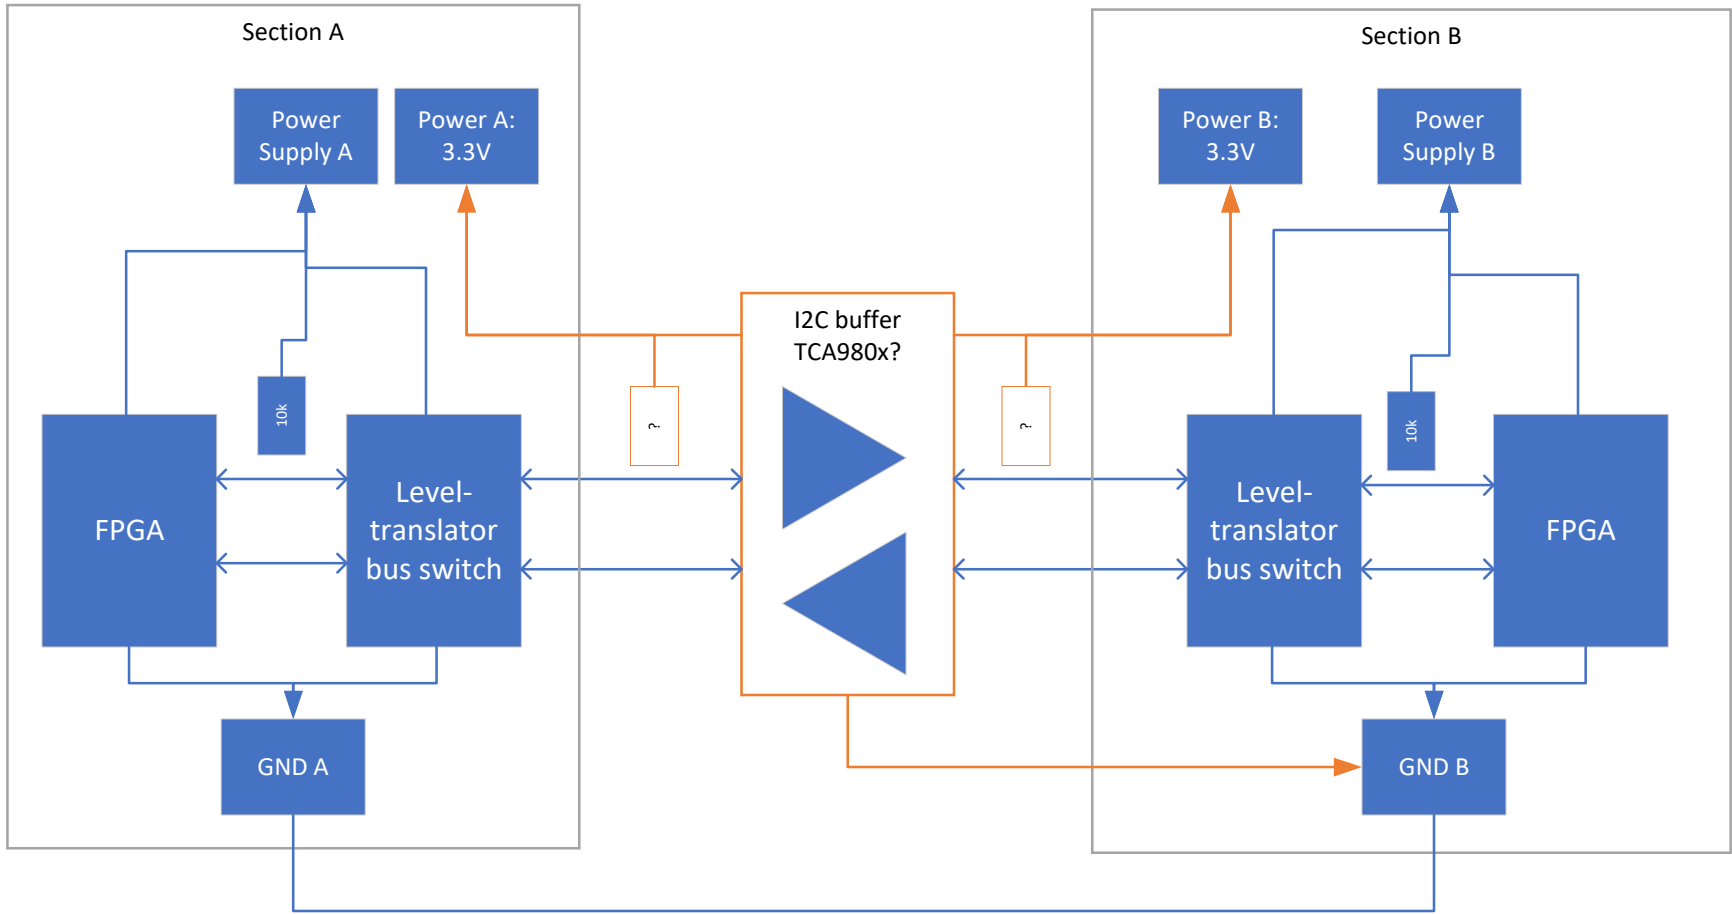 Section A
Section B
Power
Supply A
Power A:
3.3V
Power B:
3.3V
Power
Supply B
I2C buffer
TCA980x?
10k
?
?
10k
FPGA
Level-
translator
bus switch
Level-
translator
bus switch
FPGA
GND A
GND B